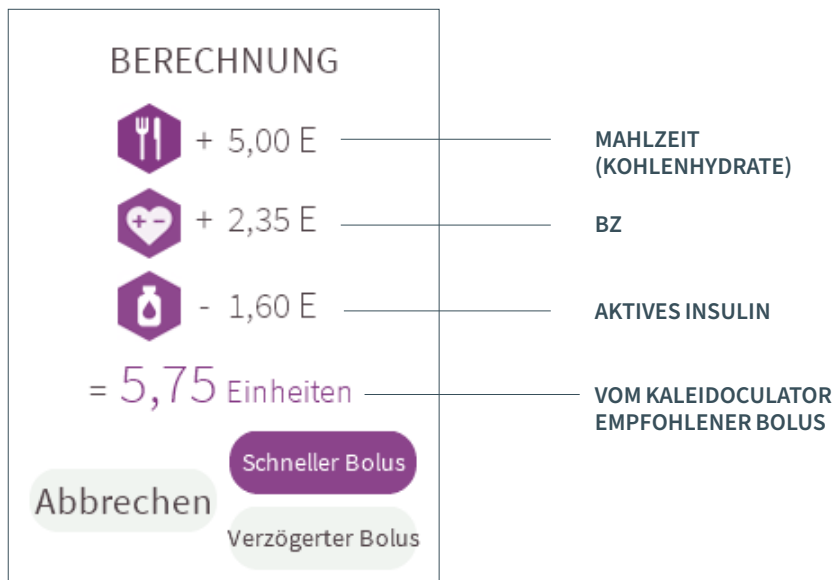 BERECHNUNG
+ 5,00 E
MAHLZEIT
(KOHLENHYDRATE)
+ 2,35 E
BZ
- 1,60 E
AKTIVES INSULIN
= 5,75 Einheiten
VOM KALEIDOCULATOR
EMPFOHLENER BOLUS
Schneller Bolus
Abbrechen
Verzögerter Bolus